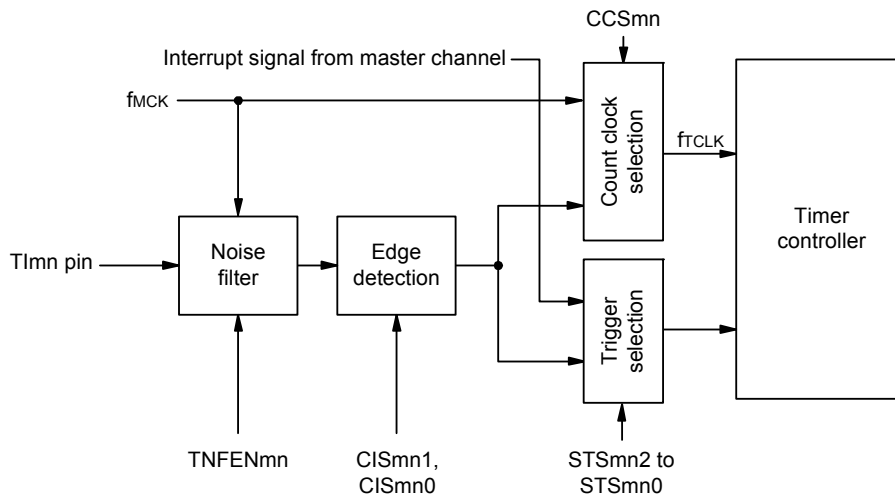 CCSmn
Interrupt signal from master channel
fMCK
Count clock
selection
fTCLK
Timer
controller
TImn pin
Noise
filter
Edge
detection
Trigger
selection
TNFENmn
CISmn1,
CISmn0
STSmn2 to
STSmn0